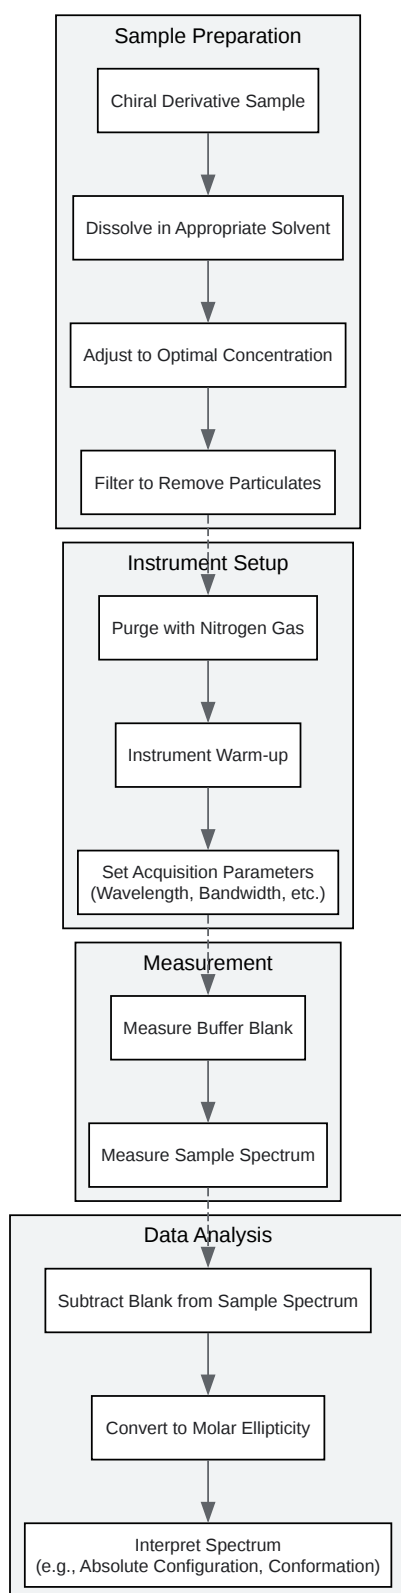 Sample Preparation
Chiral Derivative Sample
Dissolve in Appropriate Solvent
Adjust to Optimal Concentration
Filter to Remove Particulates
Instrument Setup
Purge with Nitrogen Gas
Instrument Warm-up
Set Acquisition Parameters
(Wavelength, Bandwidth, etc.)
Measurement
Measure Buffer Blank
Measure Sample Spectrum
Data Analysis
Subtract Blank from Sample Spectrum
Convert to Molar Ellipticity
Interpret Spectrum
(e.g., Absolute Configuration, Conformation)